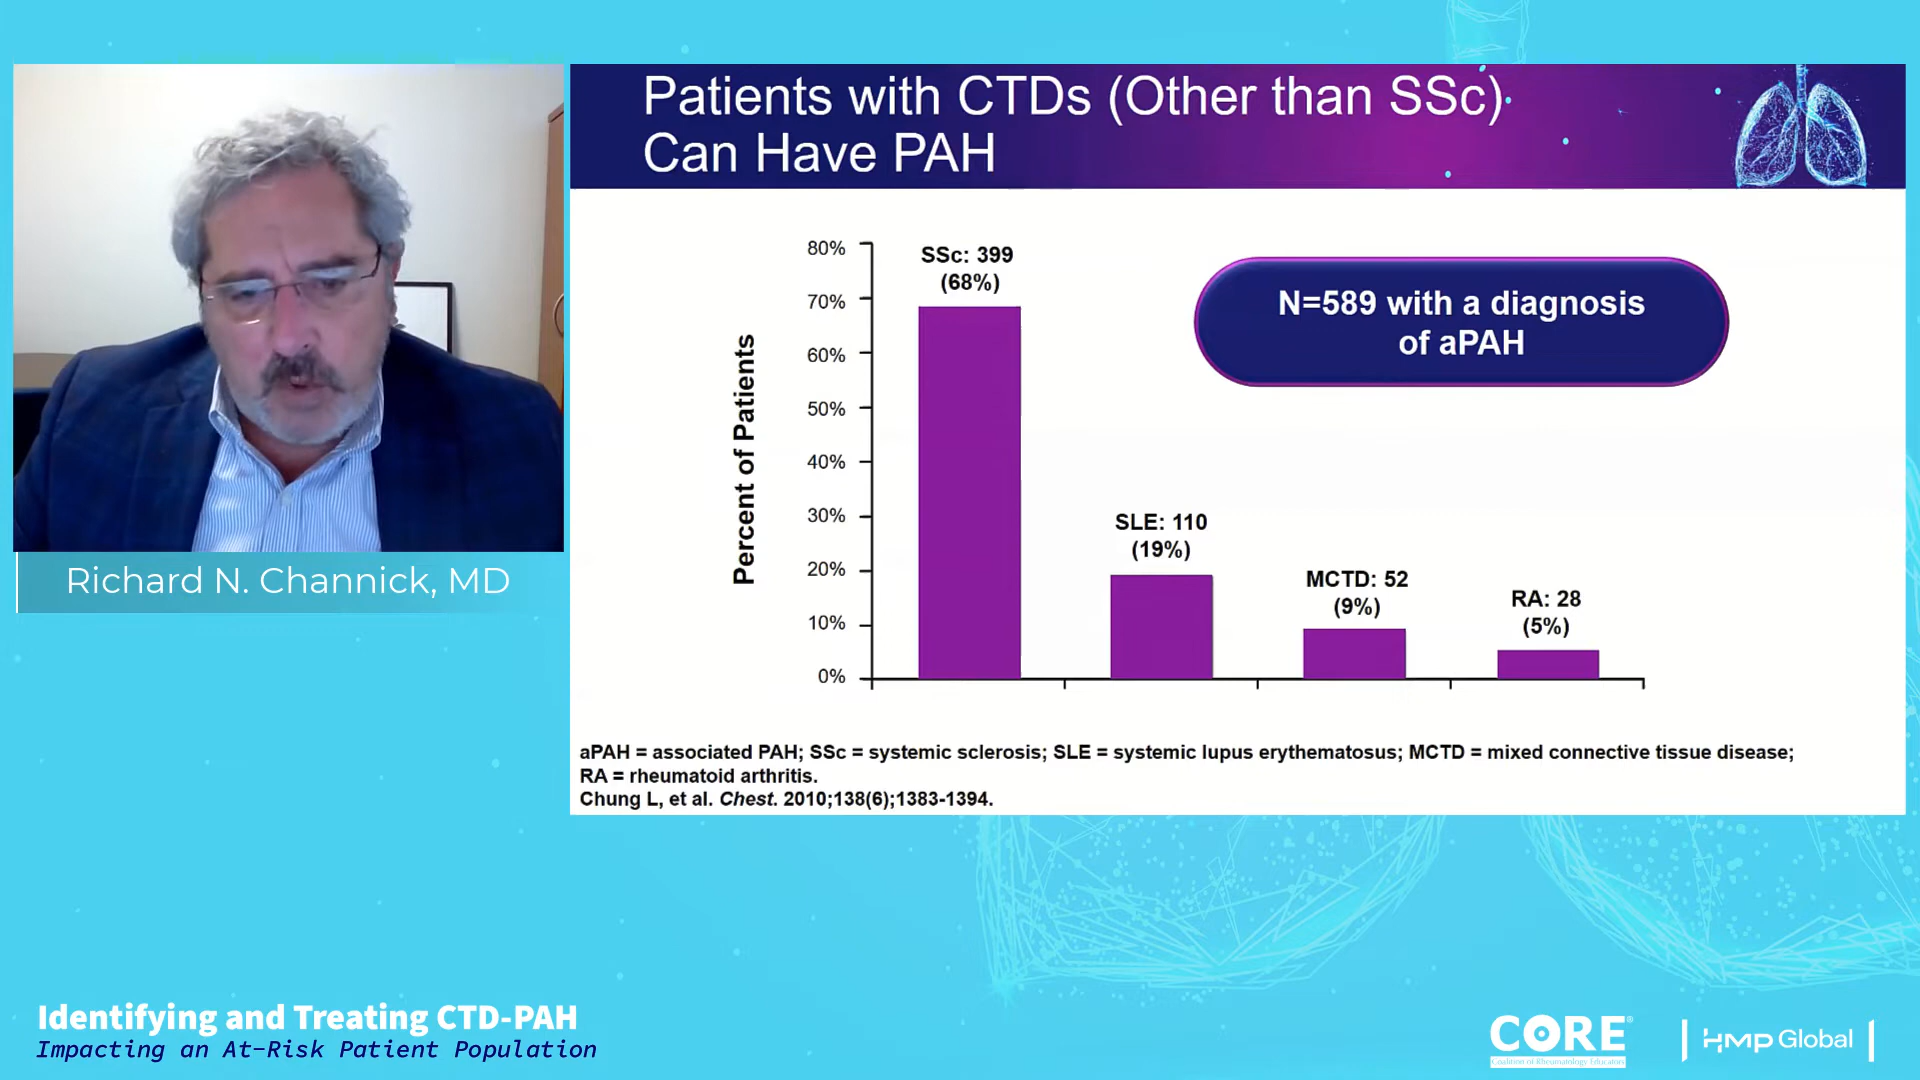 Patients with CTDs (Other than SSc)
Can Have PAH
80%
70%
60%
50%
40%
30%
20%
10%
0%
Percent of Patients
SSc: 399
(68%)
SLE: 110
(19%)
MCTD: 52
(9%)
RA: 28
(5%)
N=589 with a diagnosis
of aPAH
aPAH = associated PAH; SSc = systemic sclerosis; SLE = systemic lupus erythematosus; MCTD = mixed connective tissue disease;
RA = rheumatoid arthritis.
Chung L, et al. Chest. 2010;138(6);1383-1394.
Richard N. Channick, MD
Identifying and Treating CTD-PAH
Impacting an At-Risk Patient Population
CORE®
Coalition of Rheumatology Educators
HMP Global